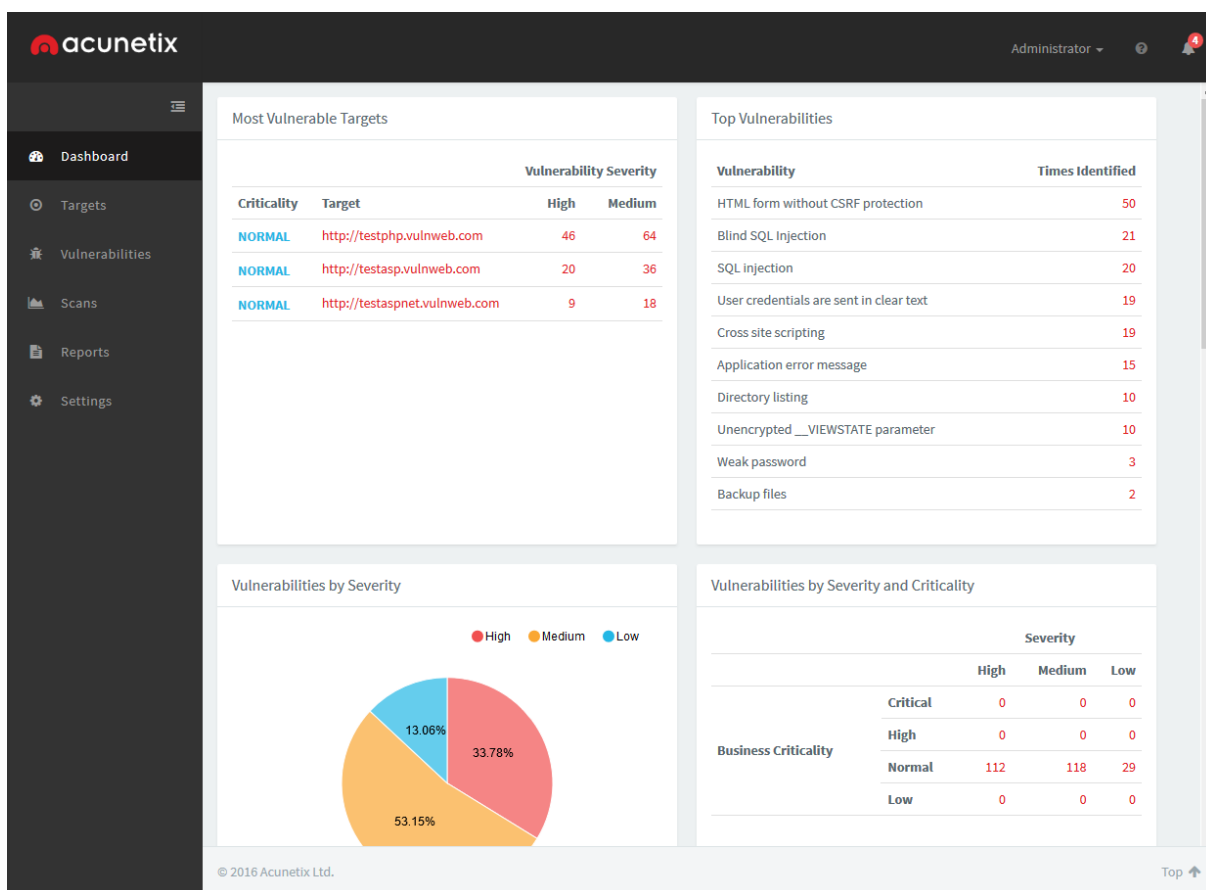 acunetix
Administrator
4
Dashboard
Targets
Vulnerabilities
Scans
Reports
Settings
Most Vulnerable Targets
Vulnerability Severity
Criticality Target High Medium
NORMAL http://testphp.vulnweb.com 46 64
NORMAL http://testasp.vulnweb.com 20 36
NORMAL http://testaspnet.vulnweb.com 9 18
Top Vulnerabilities
Vulnerability Times Identified
HTML form without CSRF protection 50
Blind SQL Injection 21
SQL injection 20
User credentials are sent in clear text 19
Cross site scripting 19
Application error message 15
Directory listing 10
Unencrypted __VIEWSTATE parameter 10
Weak password 3
Backup files 2
Vulnerabilities by Severity
High Medium Low
13.06%
33.78%
53.15%
Vulnerabilities by Severity and Criticality
Severity
High Medium Low
Critical 0 0 0
High 0 0 0
Business Criticality
Normal 112 118 29
Low 0 0 0
© 2016 Acunetix Ltd.
Top